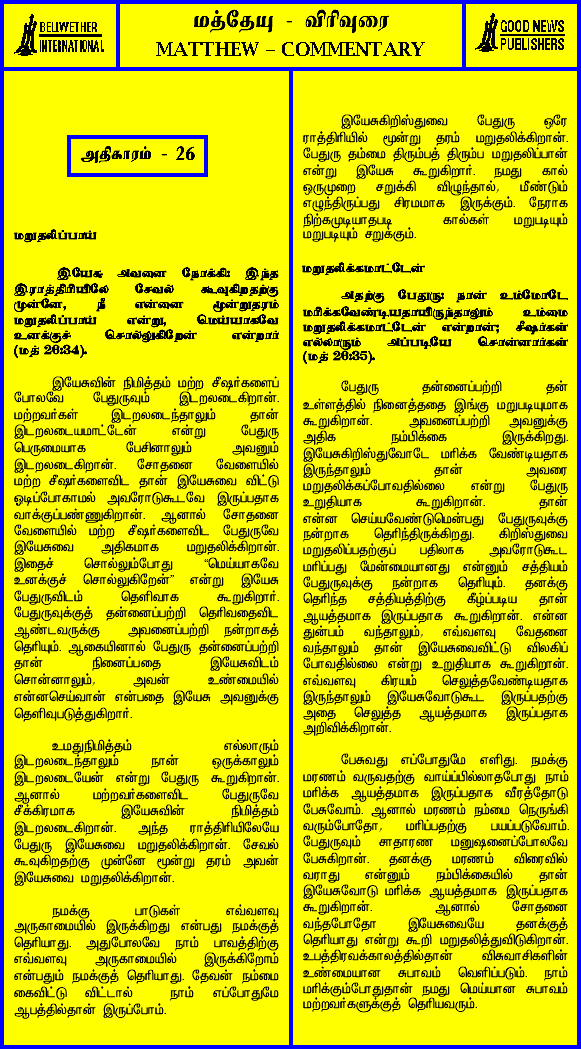 BELIWETHER
INTERNATIONAL
மத்தேயு - விரிவுரை
MATTHEW – COMMENTARY
GOOD NEWS
PUBLISHERS
அதிகாரம் - 26
மறுதலிப்பாய்
இயேசு அவனை நோக்கி: இந்த
இராத்திரியிலே சேவல் கூவுகிறதற்கு
முன்னே, நீ என்னை மூன்றுதரம்
மறுதலிப்பாய் என்று, மெய்யாகவே
உனக்குச் சொல்லுகிறேன் என்றார்
(மத் 26:34).
இயேசுவின் நிமித்தம் மற்ற சீஷர்களைப்
போலவே பேதுருவும் இடறலடைகிறான்.
மற்றவர்கள் இடறலடைந்தாலும் தான்
இடறலடையமாட்டேன் என்று பேதுரு
பெருமையாக பேசினாலும் அவனும்
இடறலடைகிறான். சோதனை வேளையில்
மற்ற சீஷர்களைவிட தான் இயேசுவை விட்டு
ஓடிப்போகாமல் அவரோடுகூடவே இருப்பதாக
வாக்குப்பண்ணுகிறான். ஆனால் சோதனை
வேளையில் மற்ற சீஷர்களைவிட பேதுருவே
இயேசுவை அதிகமாக மறுதலிக்கிறான்.
இதைச் சொல்லும்போது “மெய்யாகவே
உனக்குச் சொல்லுகிறேன்” என்று இயேசு
பேதுருவிடம் தெளிவாக கூறுகிறார்.
பேதுருவுக்குத் தன்னைப்பற்றி தெரிவதைவிட
ஆண்டவருக்கு அவனைப்பற்றி நன்றாகத்
தெரியும். ஆகையினால் பேதுரு தன்னைப்பற்றி
தான் நினைப்பதை இயேசுவிடம்
சொன்னாலும், அவன் உண்மையில்
என்னசெய்வான் என்பதை இயேசு அவனுக்கு
தெளிவுபடுத்துகிறார்.
உமதுநிமித்தம் எல்லாரும்
இடறலடைந்தாலும் நான் ஒருக்காலும்
இடறலடையேன் என்று பேதுரு கூறுகிறான்.
ஆனால் மற்றவர்களைவிட பேதுருவே
சீக்கிரமாக இயேசுவின் நிமித்தம்
இடறலடைகிறான். அந்த ராத்திரியிலேயே
பேதுரு இயேசுவை மறுதலிக்கிறான். சேவல்
கூவுகிறதற்கு முன்னே மூன்று தரம் அவன்
இயேசுவை மறுதலிக்கிறான்.
நமக்கு பாடுகள் எவ்வளவு
அருகாமையில் இருக்கிறது என்பது நமக்குத்
தெரியாது. அதுபோலவே நாம் பாவத்திற்கு
எவ்வளவு அருகாமையில் இருக்கிறோம்
என்பதும் நமக்குத் தெரியாது. தேவன் நம்மை
கைவிட்டு விட்டால் நாம் எப்போதுமே
ஆபத்தில்தான் இருப்போம்.
இயேசுகிறிஸ்துவை பேதுரு ஒரே
ராத்திரியில் மூன்று தரம் மறுதலிக்கிறான்.
பேதுரு தம்மை திரும்பத் திரும்ப மறுதலிப்பான்
என்று இயேசு கூறுகிறார். நமது கால்
ஒருமுறை சறுக்கி விழுந்தால், மீண்டும்
எழுந்திருப்பது சிரமமாக இருக்கும். நேராக
நிற்கமுடியாதபடி கால்கள் மறுபடியும்
மறுபடியும் சறுக்கும்.
மறுதலிக்கமாட்டேன்
அதற்கு பேதுரு: நான் உம்மோடே
மரிக்கவேண்டியதாயிருந்தாலும் உம்மை
மறுதலிக்கமாட்டேன் என்றான்; சீஷர்கள்
எல்லாரும் அப்படியே சொன்னார்கள்
(மத் 26:35).
பேதுரு தன்னைப்பற்றி தன்
உள்ளத்தில் நினைத்ததை இங்கு மறுபடியுமாக
கூறுகிறான். அவனைப்பற்றி அவனுக்கு
அதிக நம்பிக்கை இருக்கிறது.
இயேசுகிறிஸ்துவோடே மரிக்க வேண்டியதாக
இருந்தாலும் தான் அவரை
மறுதலிக்கப்போவதில்லை என்று பேதுரு
உறுதியாக கூறுகிறான். தான்
என்ன செய்யவேண்டுமென்பது பேதுருவுக்கு
நன்றாக தெரிந்திருக்கிறது. கிறிஸ்துவை
மறுதலிப்பதற்குப் பதிலாக அவரோடுகூட
மரிப்பது மேன்மையானது என்னும் சத்தியம்
பேதுருவுக்கு நன்றாக தெரியும். தனக்கு
தெரிந்த சத்தியத்திற்கு கீழ்ப்படிய தான்
ஆயத்தமாக இருப்பதாக கூறுகிறான். என்ன
துன்பம் வந்தாலும், எவ்வளவு வேதனை
வந்தாலும் தான் இயேசுவைவிட்டு விலகிப்
போவதில்லை என்று உறுதியாக கூறுகிறான்.
எவ்வளவு கிரயம் செலுத்தவேண்டியதாக
இருந்தாலும் இயேசுவோடுகூட இருப்பதற்கு
அதை செலுத்த ஆயத்தமாக இருப்பதாக
அறிவிக்கிறான்.
பேசுவது எப்போதுமே எளிது. நமக்கு
மரணம் வருவதற்கு வாய்ப்பில்லாதபோது நாம்
மரிக்க ஆயத்தமாக இருப்பதாக வீரத்தோடு
பேசுவோம். ஆனால் மரணம் நம்மை நெருங்கி
வரும்போதோ, மரிப்பதற்கு பயப்படுவோம்.
பேதுருவும் சாதாரண மனுஷனைப்போலவே
பேசுகிறான். தனக்கு மரணம் விரைவில்
வராது என்னும் நம்பிக்கையில் தான்
இயேசுவோடு மரிக்க ஆயத்தமாக இருப்பதாக
கூறுகிறான். ஆனால் சோதனை
வந்தபோதோ இயேசுவையே தனக்குத்
தெரியாது என்று கூறி மறுதலித்துவிடுகிறான்.
உபத்திரவக்காலத்தில்தான் விசுவாசிகளின்
உண்மையான சுபாவம் வெளிப்படும். நாம்
மரிக்கும்போதுதான் நமது மெய்யான சுபாவம்
மற்றவர்களுக்குத் தெரியவரும்.